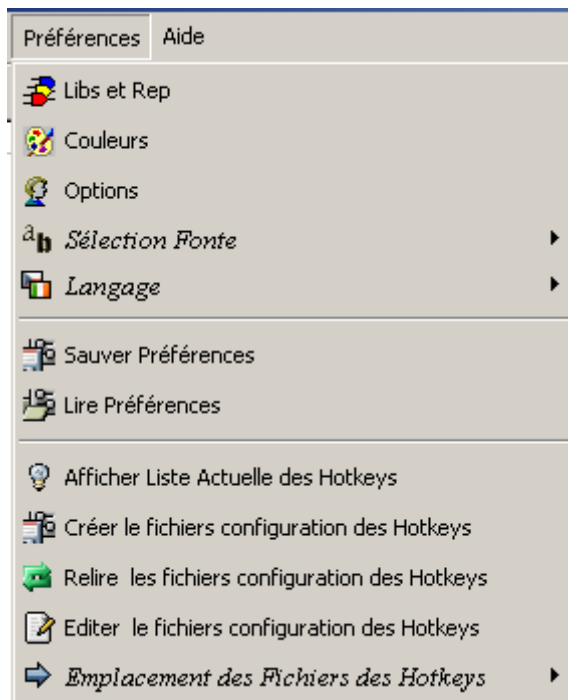 Préférences Aide
Libs et Rep
Couleurs
Options
Sélection Fonte
Langage
Sauver Préférences
Lire Préférences
Afficher Liste Actuelle des Hotkeys
Créer le fichiers configuration des Hotkeys
Relire les fichiers configuration des Hotkeys
Editer le fichiers configuration des Hotkeys
Emplacement des Fichiers des Hotkeys